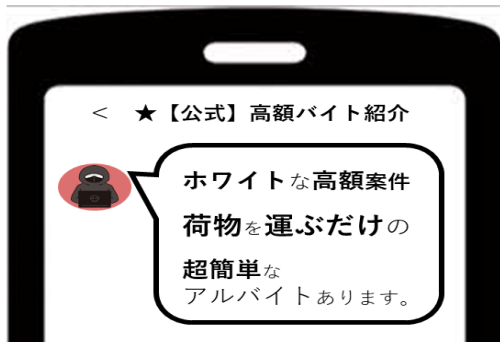 < ★【公式】高額バイト紹介
ホワイトな高額案件
荷物を運ぶだけの
超簡単な
アルバイトあります。